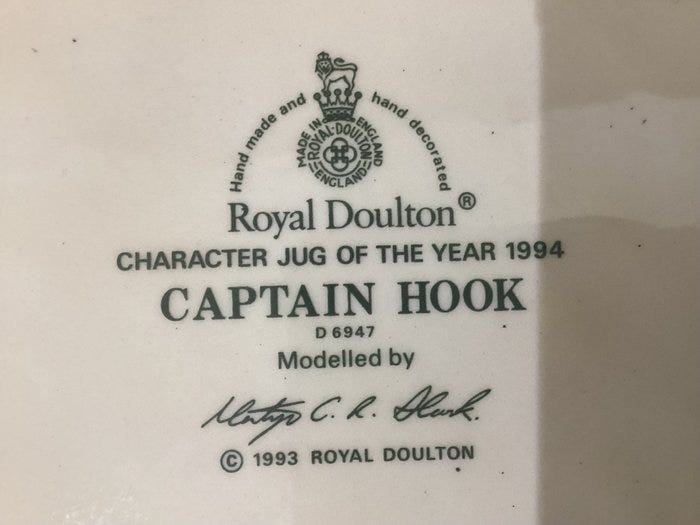 Hand made and hand decorated
MADE IN ENGLAND
ROYAL·DOULTON
ENGLAND
Royal Doulton®
CHARACTER JUG OF THE YEAR 1994
CAPTAIN HOOK
D 6947
Modelled by
C. R.
© 1993 ROYAL DOULTON